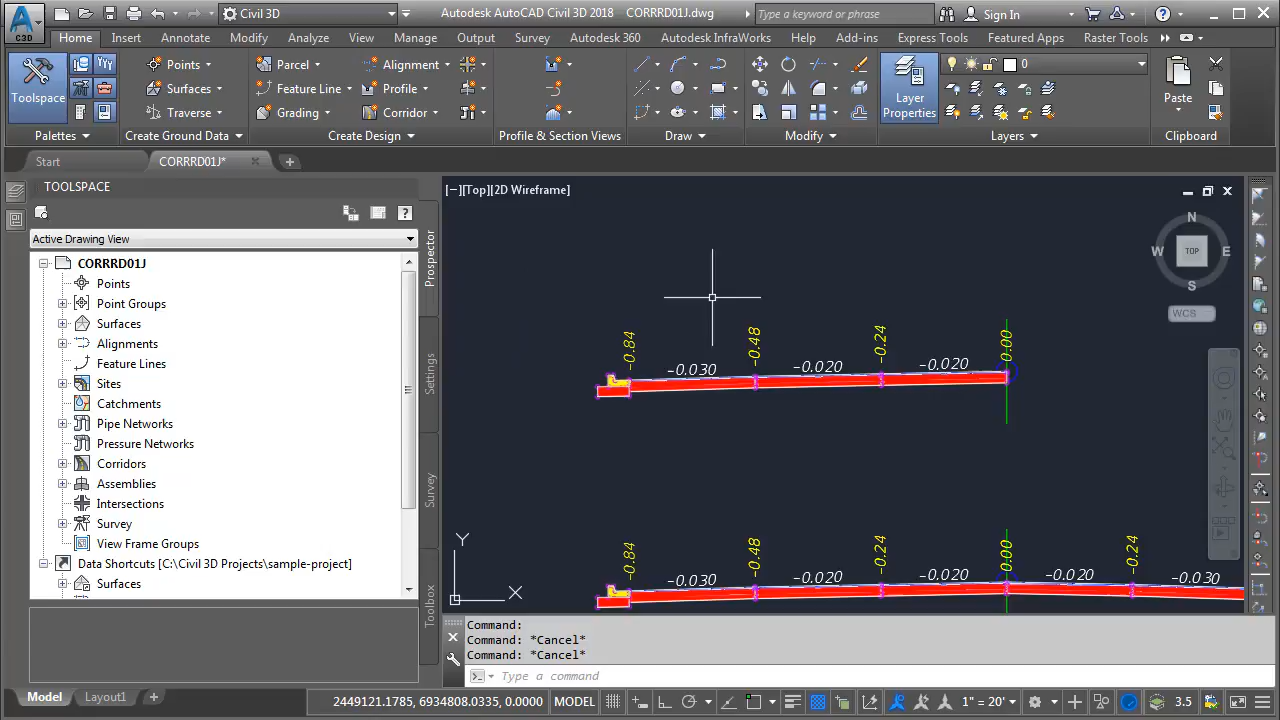 Civil 3D
Autodesk AutoCAD Civil 3D 2018 CORRRD01J.dwg
Type a keyword or phrase
Sign In
C3D
Home Insert Annotate Modify Analyze View Manage Output Survey Autodesk 360 Autodesk InfraWorks Help Add-ins Express Tools Featured Apps Raster Tools
Toolspace
Points
Surfaces
Traverse
Parcel
Feature Line
Grading
Alignment
Profile
Corridor
Layer
Properties
0
Paste
Palettes Create Ground Data Create Design Profile & Section Views Draw Modify Layers Clipboard
Start CORRRD01J*
TOOLSPACE
Active Drawing View
CORRRD01J
Points
Point Groups
Surfaces
Alignments
Feature Lines
Sites
Catchments
Pipe Networks
Pressure Networks
Corridors
Assemblies
Intersections
Survey
View Frame Groups
Data Shortcuts [C:\Civil 3D Projects\sample-project]
Surfaces
Prospector
Settings
Survey
Toolbox
[−][Top][2D Wireframe]
N
W TOP E
S
WCS
-0.84 -0.48 -0.24 0.00
-0.030 -0.020 -0.020
-0.84 -0.48 -0.24 0.00 -0.24
-0.030 -0.020 -0.020 -0.020 -0.030
Y
X
Command:
Command: *Cancel*
Command: *Cancel*
Type a command
Model Layout1
2449121.1785, 6934808.0335, 0.0000 MODEL 1" = 20' 3.5